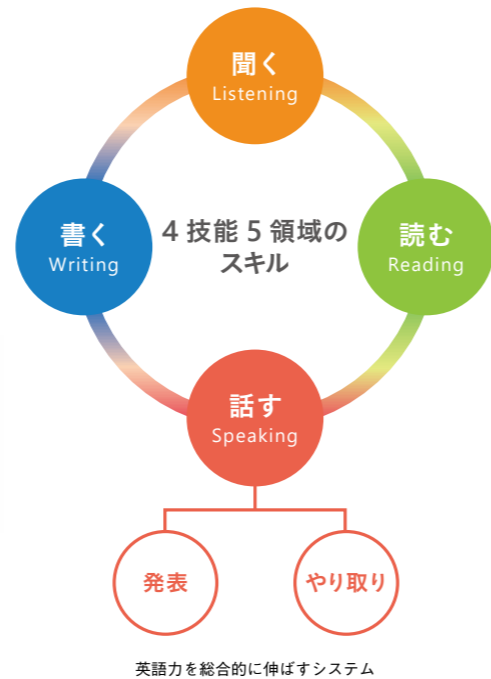 聞く
Listening
書く
Writing
4技能5領域の
スキル
読む
Reading
話す
Speaking
発表
やり取り
英語力を総合的に伸ばすシステム